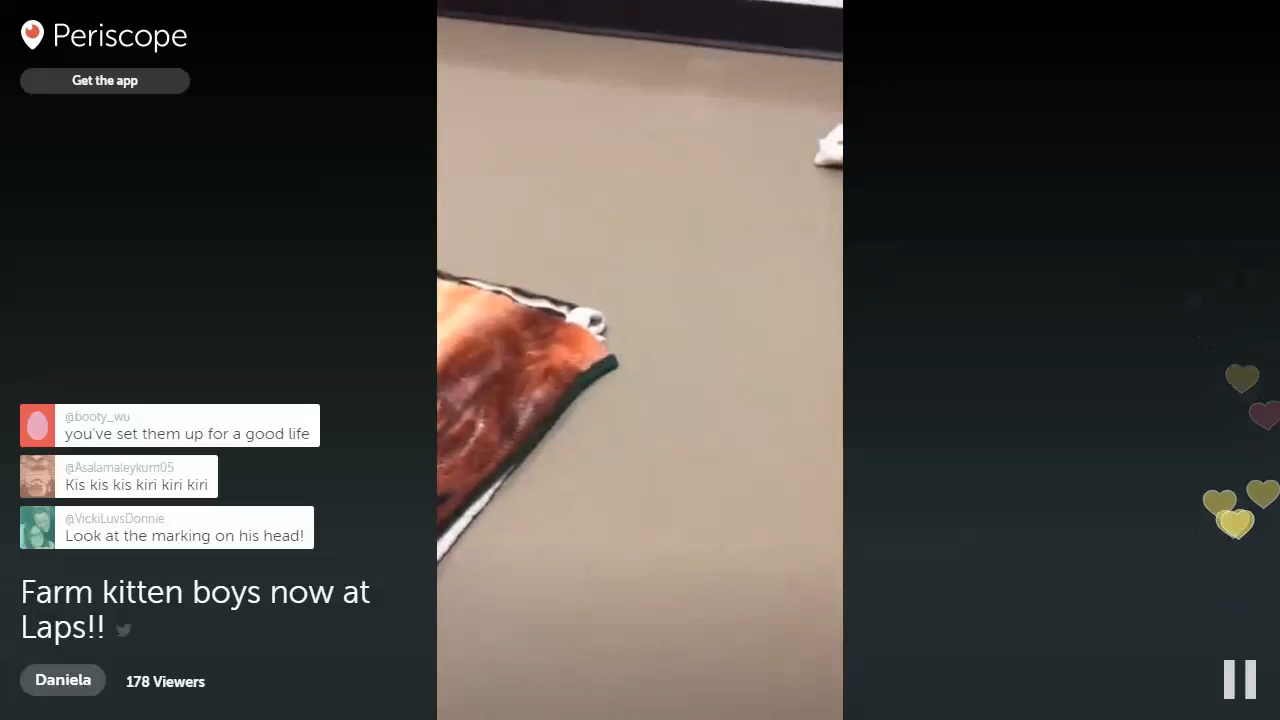 Periscope
Get the app
@booty_wu
you've set them up for a good life
@Asalamaleykum05
Kis kis kis kiri kiri kiri
@VickiLuvsDonnie
Look at the marking on his head!
Farm kitten boys now at
Laps!!
Daniela
178 Viewers